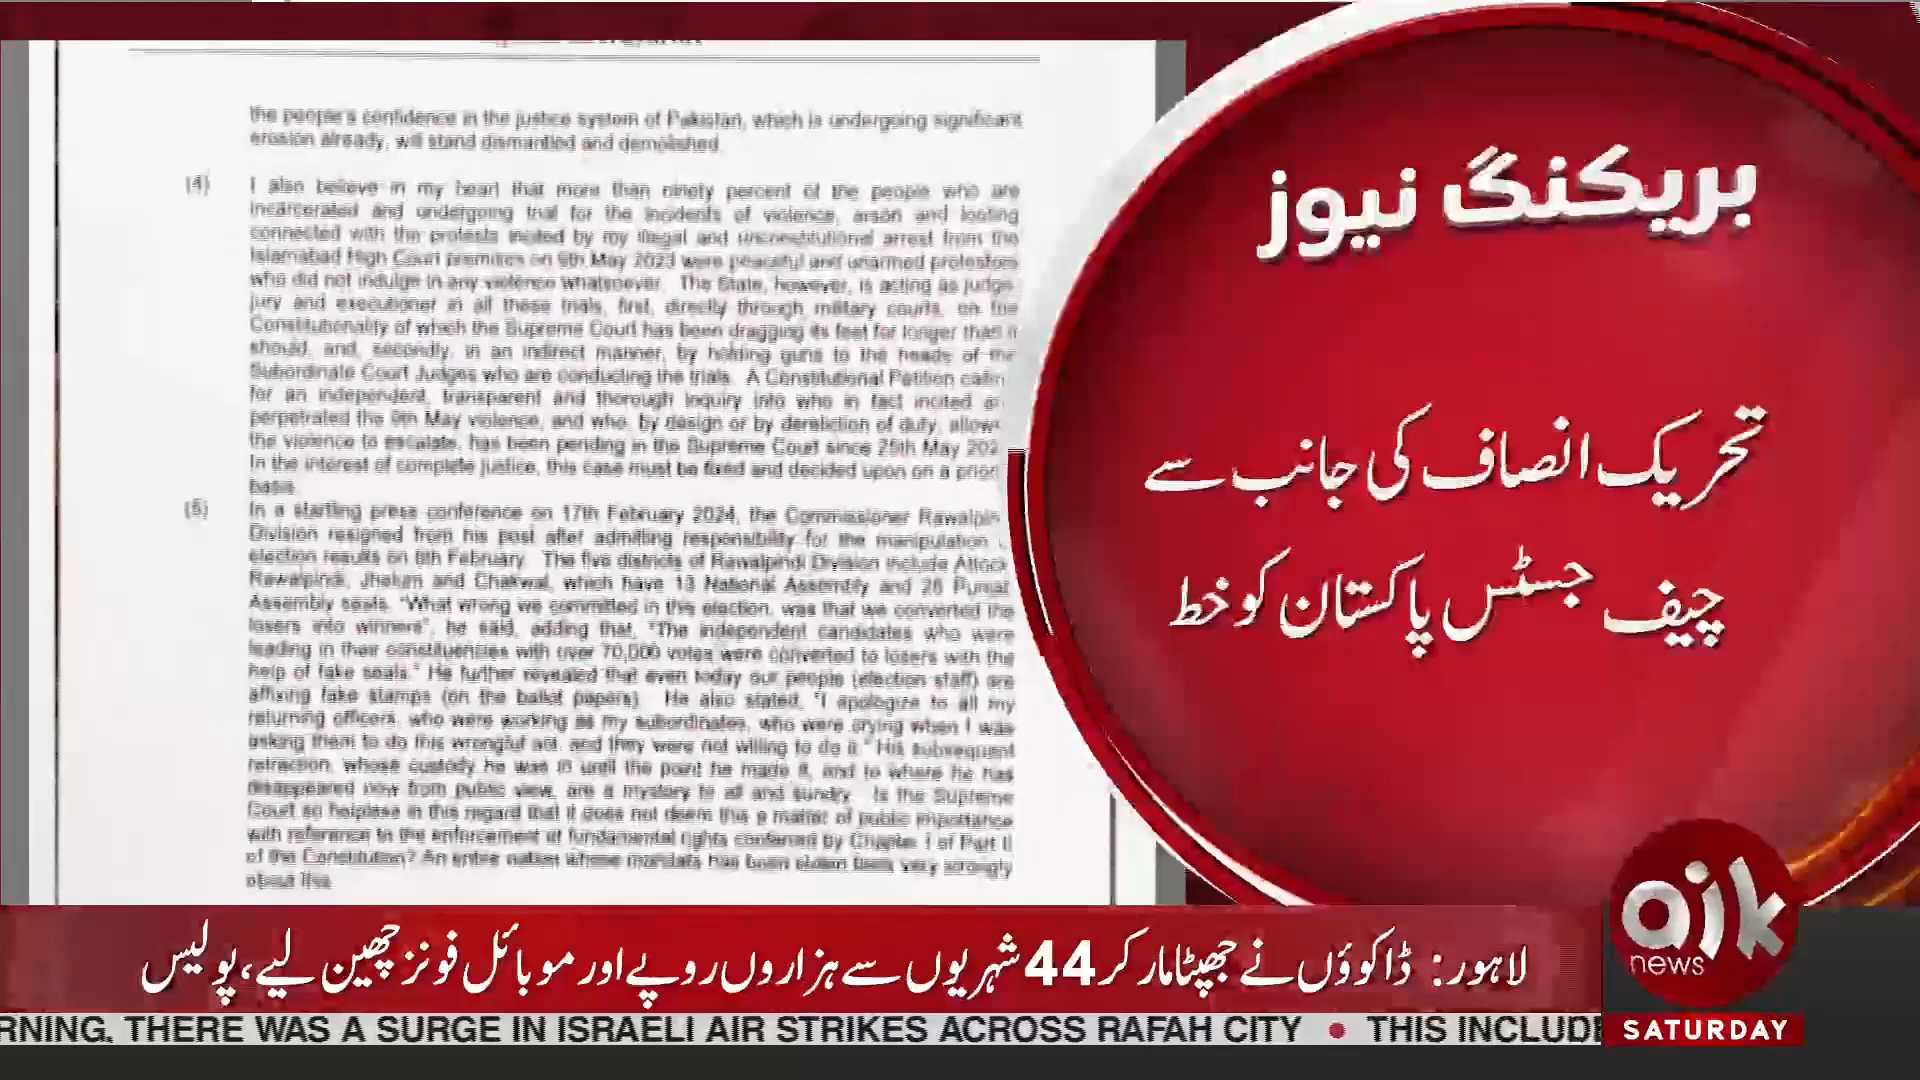 the people's confidence in the justice system of Pakistan, which is undergoing significant
erosion already, will stand dismantled and demolished.
(4) I also believe in my heart that more than ninety percent of the people who are
incarcerated and undergoing trial for the incidents of violence, arson and looting
connected with the protests incited by my illegal and unconstitutional arrest from the
Islamabad High Court premises on 9th May 2023 were peaceful and unarmed protestors
who did not indulge in any violence whatsoever. The State, however, is acting as judge,
jury and executioner in all these trials, first, directly through military courts, on the
Constitutionality of which the Supreme Court has been dragging its feet for longer than it
should, and, secondly, in an indirect manner, by holding guns to the heads of the
Subordinate Court Judges who are conducting the trials. A Constitutional Petition callin
for an independent, transparent and thorough inquiry into who in fact incited a
perpetrated the 9th May violence, and who, by design or by dereliction of duty, allow
the violence to escalate, has been pending in the Supreme Court since 25th May 202
In the interest of complete justice, this case must be fixed and decided upon on a priori
basis.
(5) In a startling press conference on 17th February 2024, the Commissioner Rawalpin
Division resigned from his post after admitting responsibility for the manipulation
election results on 8th February. The five districts of Rawalpindi Division include Attock
Rawalpindi, Jhelum and Chakwal, which have 13 National Assembly and 26 Punjab
Assembly seats. "What wrong we committed in this election, was that we converted the
losers into winners", he said, adding that, "The independent candidates who were
leading in their constituencies with over 70,000 votes were converted to losers with the
help of fake seals." He further revealed that even today our people (election staff) are
affixing fake stamps (on the ballot papers). He also stated, "I apologize to all my
returning officers, who were working as my subordinates, who were crying when I was
asking them to do this wrongful act, and they were not willing to do it." His subsequent
retraction, whose custody he was in until the point he made it, and to where he has
disappeared now from public view, are a mystery to all and sundry. Is the Supreme
Court so helpless in this regard that it does not deem this a matter of public importance
with reference to the enforcement of fundamental rights conferred by Chapter I of Part II
of the Constitution? An entire nation whose mandate has been stolen feels very strongly
about this.
بریکنگ نیوز
تحریک انصاف کی جانب سے
چیف جسٹس پاکستان کو خط
لاہور: ڈاکوؤں نے جھپٹا مار کر 44 شہریوں سے ہزاروں روپے اور موبائل فونز چھین لیے، پولیس
ajk
news
RNING, THERE WAS A SURGE IN ISRAELI AIR STRIKES ACROSS RAFAH CITY • THIS INCLUDE
SATURDAY